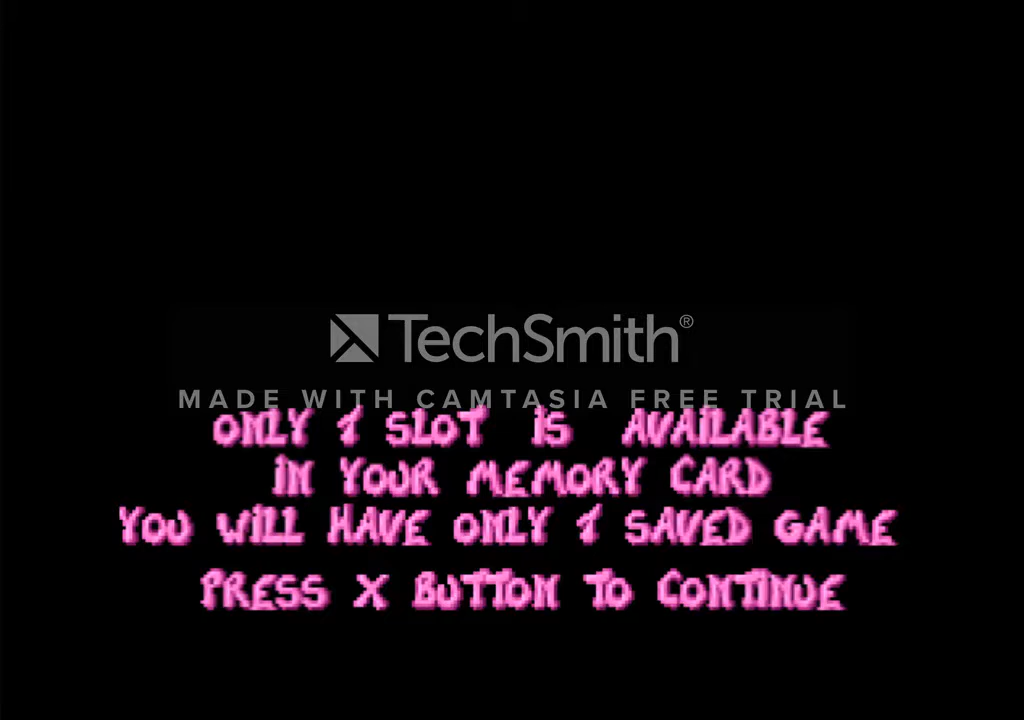 TechSmith®
MADE WITH CAMTASIA FREE TRIAL
ONLY 1 SLOT IS AVAILABLE
IN YOUR MEMORY CARD
YOU WILL HAVE ONLY 1 SAVED GAME
PRESS X BUTTON TO CONTINUE